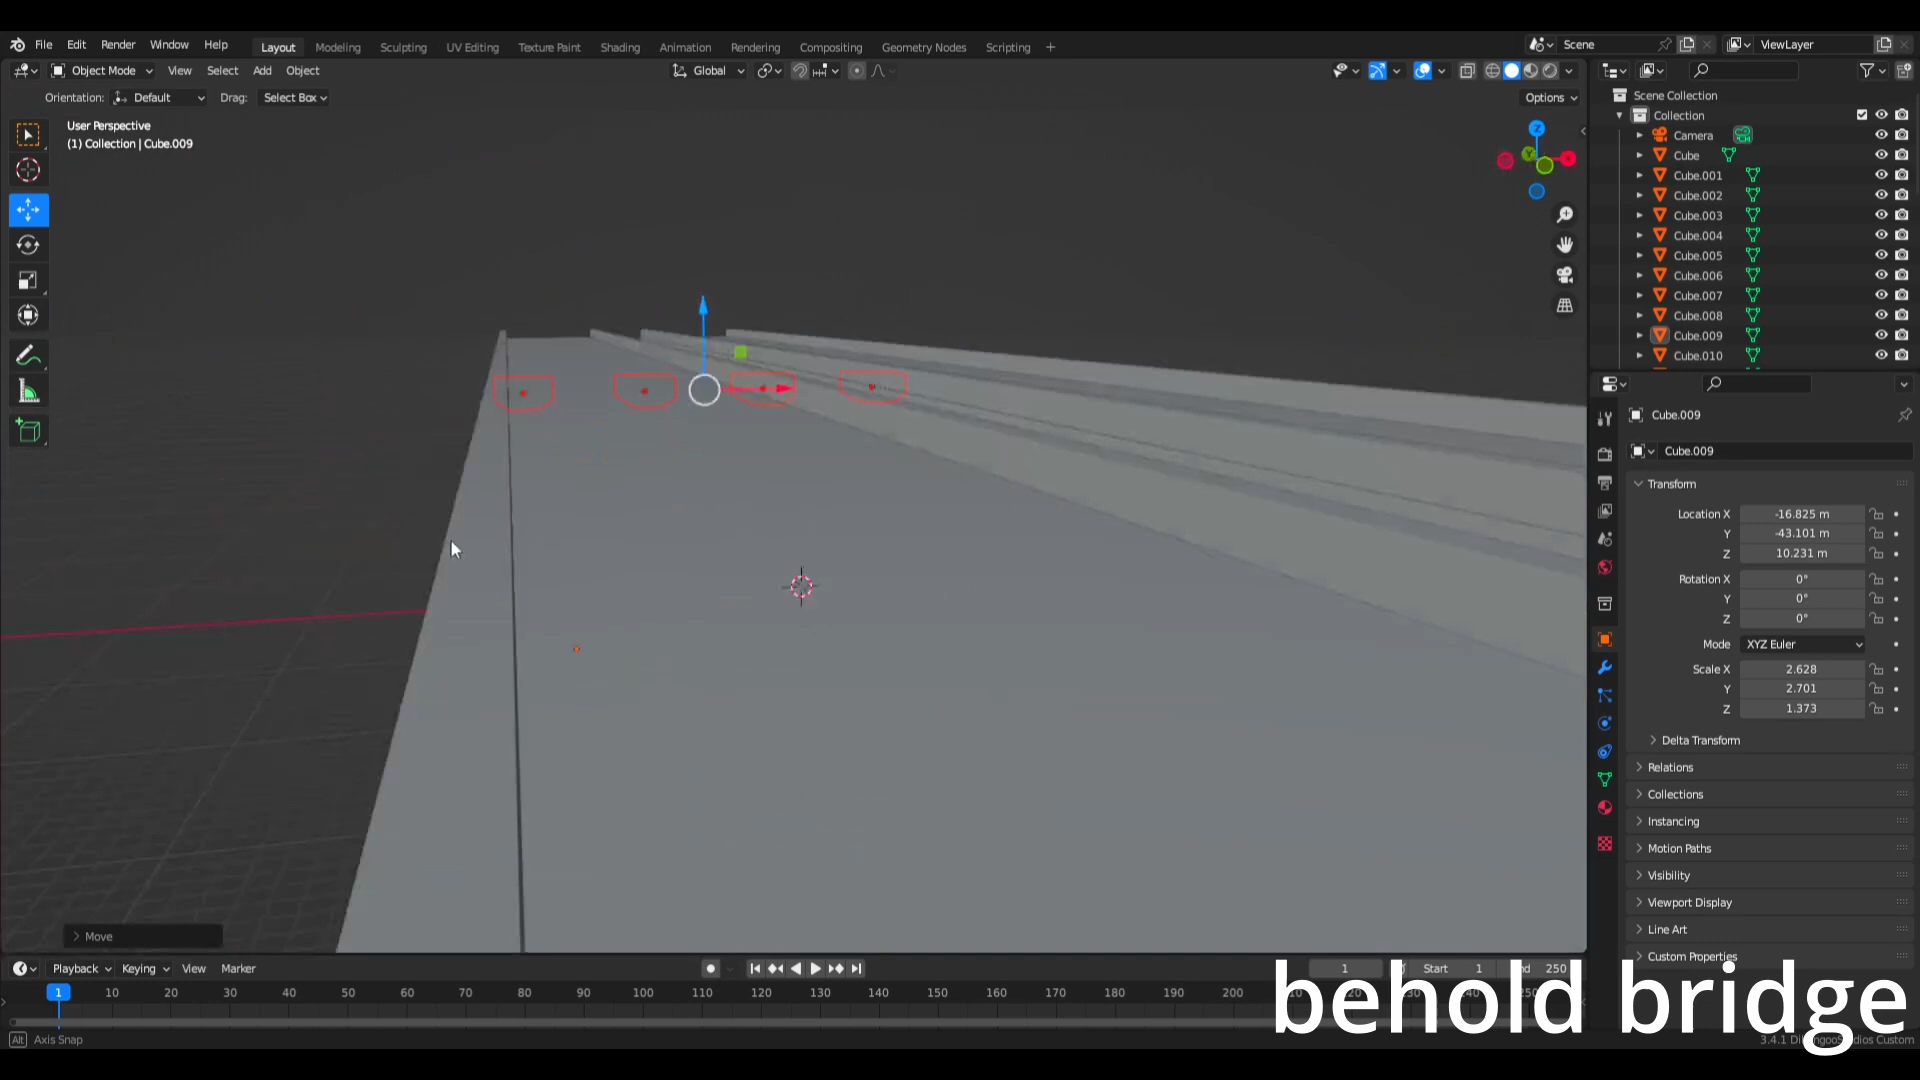 File Edit Render Window Help
Layout Modeling Sculpting UV Editing Texture Paint Shading Animation Rendering Compositing Geometry Nodes Scripting +
Scene ViewLayer
Object Mode View Select Add Object Global
Orientation: Default Drag: Select Box Options
User Perspective
(1) Collection | Cube.009
Z
Y
Scene Collection
Collection
Camera
Cube
Cube.001
Cube.002
Cube.003
Cube.004
Cube.005
Cube.006
Cube.007
Cube.008
Cube.009
Cube.010
Cube.009
Cube.009
Transform
Location X -16.825 m
Y -43.101 m
Z 10.231 m
Rotation X 0°
Y 0°
Z 0°
Mode XYZ Euler
Scale X 2.628
Y 2.701
Z 1.373
Delta Transform
Relations
Collections
Instancing
Motion Paths
Visibility
Viewport Display
Line Art
Custom Properties
Move
Playback Keying View Marker 1 Start 1 250
1 10 20 30 40 50 60 70 80 90 100 110 120 130 140 150 160 170 180 190 200
behold bridge
Alt Axis Snap
3.4.1
Custom